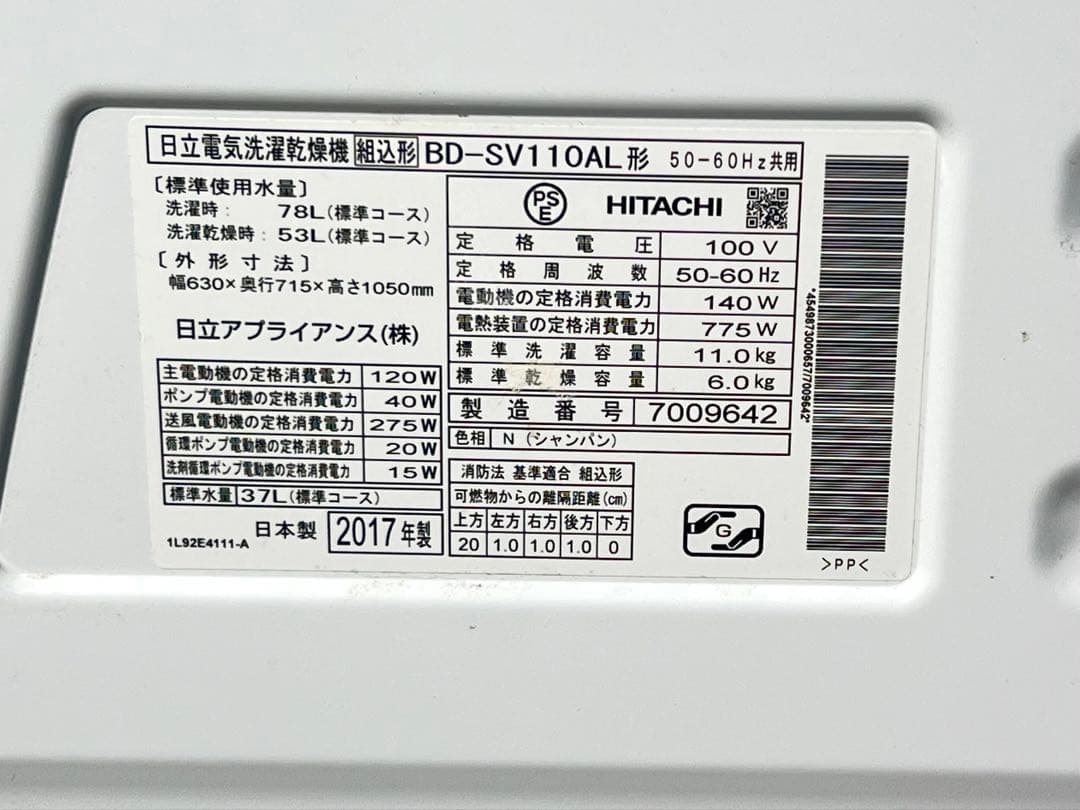 日立電気洗濯乾燥機 組込形 BD-SV110AL形 50-60Hz共用
〔標準使用水量〕
洗濯時： 78L(標準コース)
洗濯乾燥時：53L(標準コース)
〔外形寸法〕
幅630×奥行715×高さ1050mm
日立アプライアンス(株)
主電動機の定格消費電力 120W
ポンプ電動機の定格消費電力 40W
送風電動機の定格消費電力 275W
循環ポンプ電動機の定格消費電力 20W
洗剤循環ポンプ電動機の定格消費電力 15W
標準水量 37L(標準コース)
1L92E4111-A 日本製 2017年製
PSE HITACHI
定格電圧 100V
定格周波数 50-60Hz
電動機の定格消費電力 140W
電熱装置の定格消費電力 775W
標準洗濯容量 11.0kg
標準乾燥容量 6.0kg
製造番号 7009642
色相 N（シャンパン）
消防法 基準適合 組込形
可燃物からの離隔距離(cm)
上方 左方 右方 後方 下方
20 1.0 1.0 1.0 0
G
*4549873000657/7009642*
>PP<